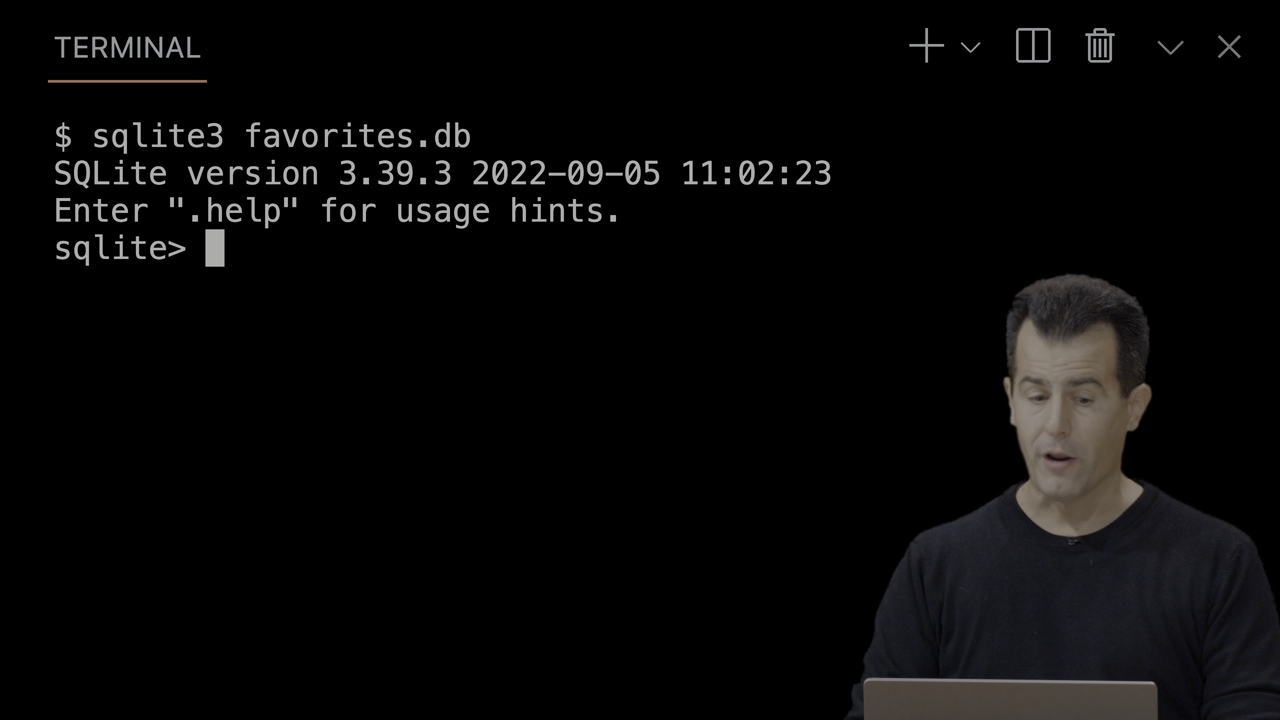 TERMINAL
$ sqlite3 favorites.db
SQLite version 3.39.3 2022-09-05 11:02:23
Enter ".help" for usage hints.
sqlite>